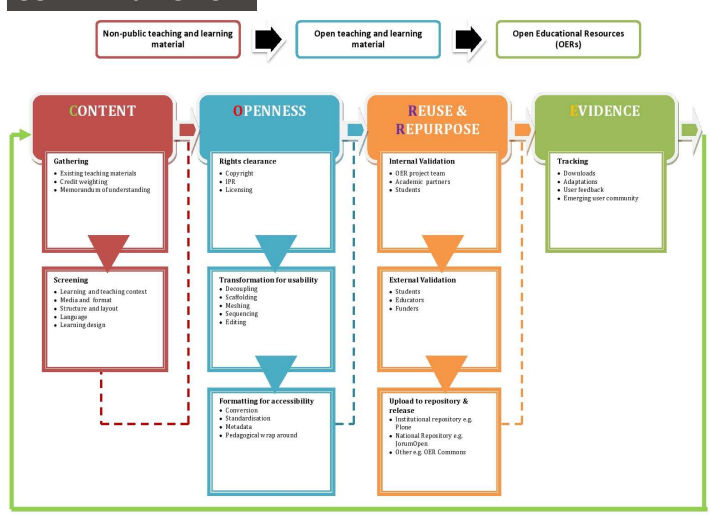 Non-public teaching and learning
material
Open teaching and learning
material
Open Educational Resources
(OERs)
CONTENT
OPENNESS
REUSE &
REPURPOSE
EVIDENCE
Gathering
• Existing teaching materials
• Credit weighting
• Memorandum of understanding
Screening
• Learning and teaching context
• Media and format
• Structure and layout
• Language
• Learning design
Rights clearance
• Copyright
• IPR
• Licensing
Transformation for usability
• Decoupling
• Scaffolding
• Meshing
• Sequencing
• Editing
Formatting for accessibility
• Conversion
• Standardisation
• Metadata
• Pedagogical wrap around
Internal Validation
• OER project team
• Academic partners
• Students
External Validation
• Students
• Educators
• Funders
Upload to repository &
release
• Institutional repository e.g.
Plone
• National Repository e.g.
JorumOpen
• Other e.g. OER Commons
Tracking
• Downloads
• Adaptations
• User feedback
• Emerging user community